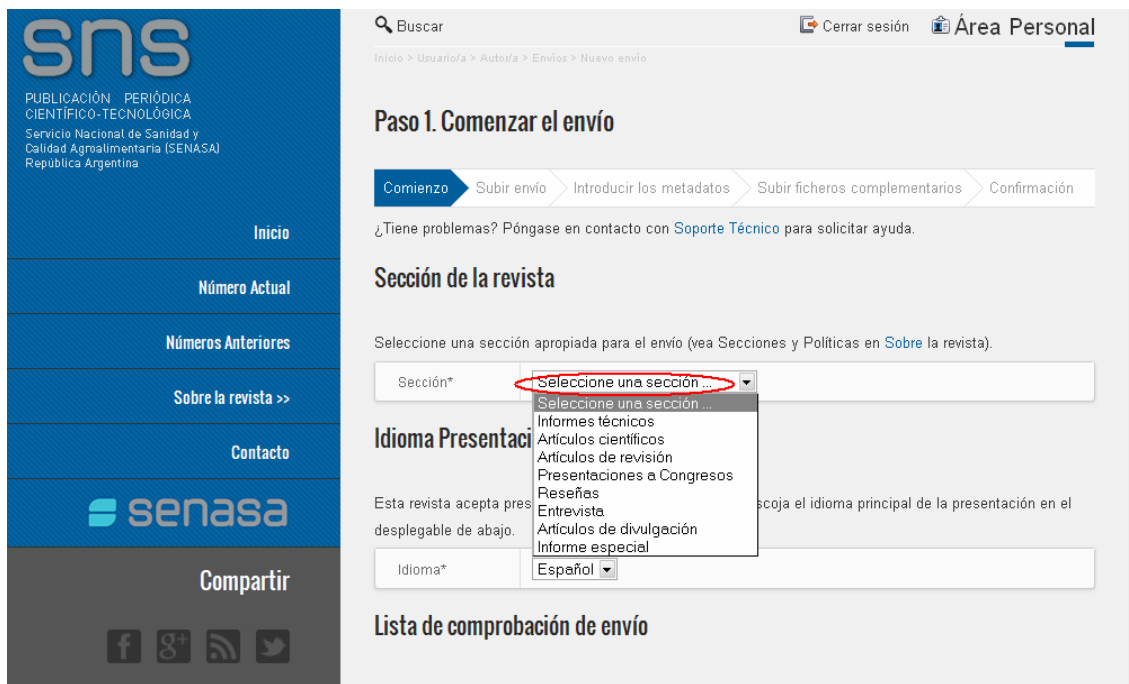 sns
PUBLICACIÓN PERIÓDICA
CIENTÍFICO-TECNOLÓGICA
Servicio Nacional de Sanidad y
Calidad Agroalimentaria (SENASA)
República Argentina
Inicio
Número Actual
Números Anteriores
Sobre la revista >>
Contacto
senasa
Compartir
Buscar
Cerrar sesión
Área Personal
Inicio > Usuario/a > Autor/a > Envíos > Nuevo envío
Paso 1. Comenzar el envío
Comienzo Subir envío Introducir los metadatos Subir ficheros complementarios Confirmación
¿Tiene problemas? Póngase en contacto con Soporte Técnico para solicitar ayuda.
Sección de la revista
Seleccione una sección apropiada para el envío (vea Secciones y Políticas en Sobre la revista).
Sección* Seleccione una sección ...
Seleccione una sección ...
Informes técnicos
Artículos científicos
Artículos de revisión
Presentaciones a Congresos
Reseñas
Entrevista
Artículos de divulgación
Informe especial
Idioma Presentaci
Esta revista acepta pres scoja el idioma principal de la presentación en el
desplegable de abajo.
Idioma* Español
Lista de comprobación de envío